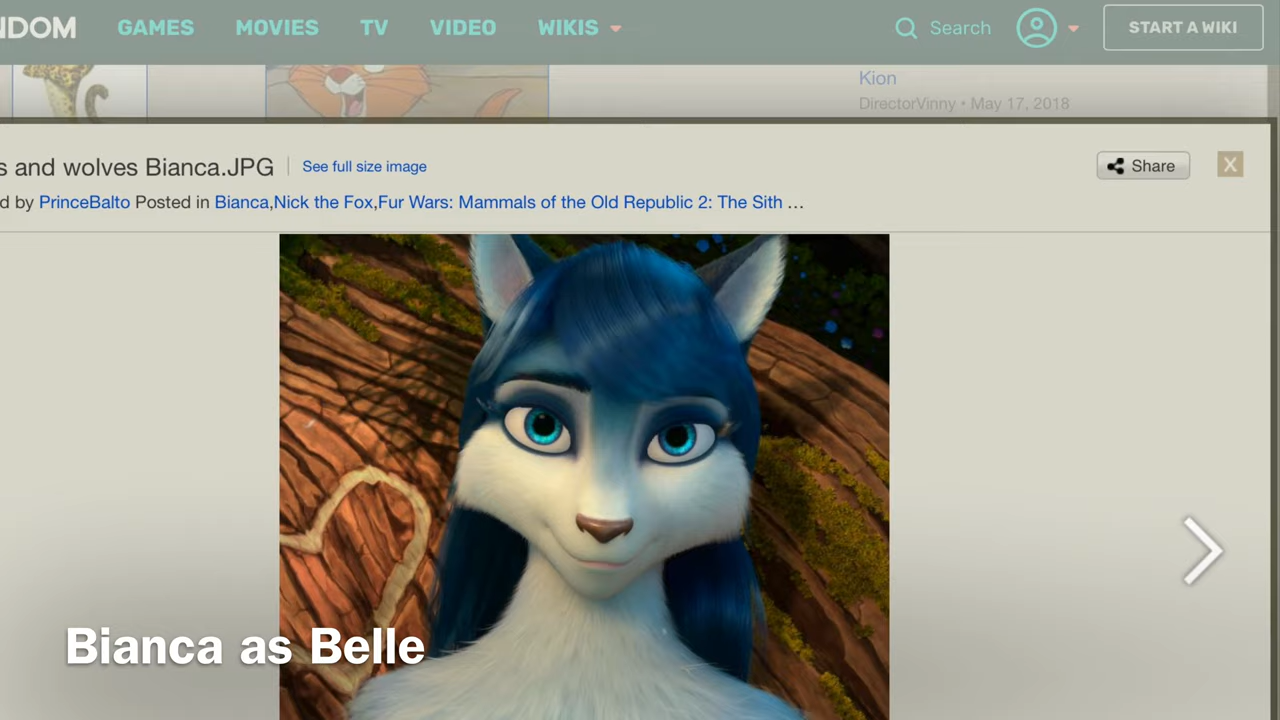 NDOM GAMES MOVIES TV VIDEO WIKIS Search START A WIKI
Kion
DirectorVinny • May 17, 2018
s and wolves Bianca.JPG See full size image Share X
d by PrinceBalto Posted in Bianca,Nick the Fox,Fur Wars: Mammals of the Old Republic 2: The Sith ...
Bianca as Belle